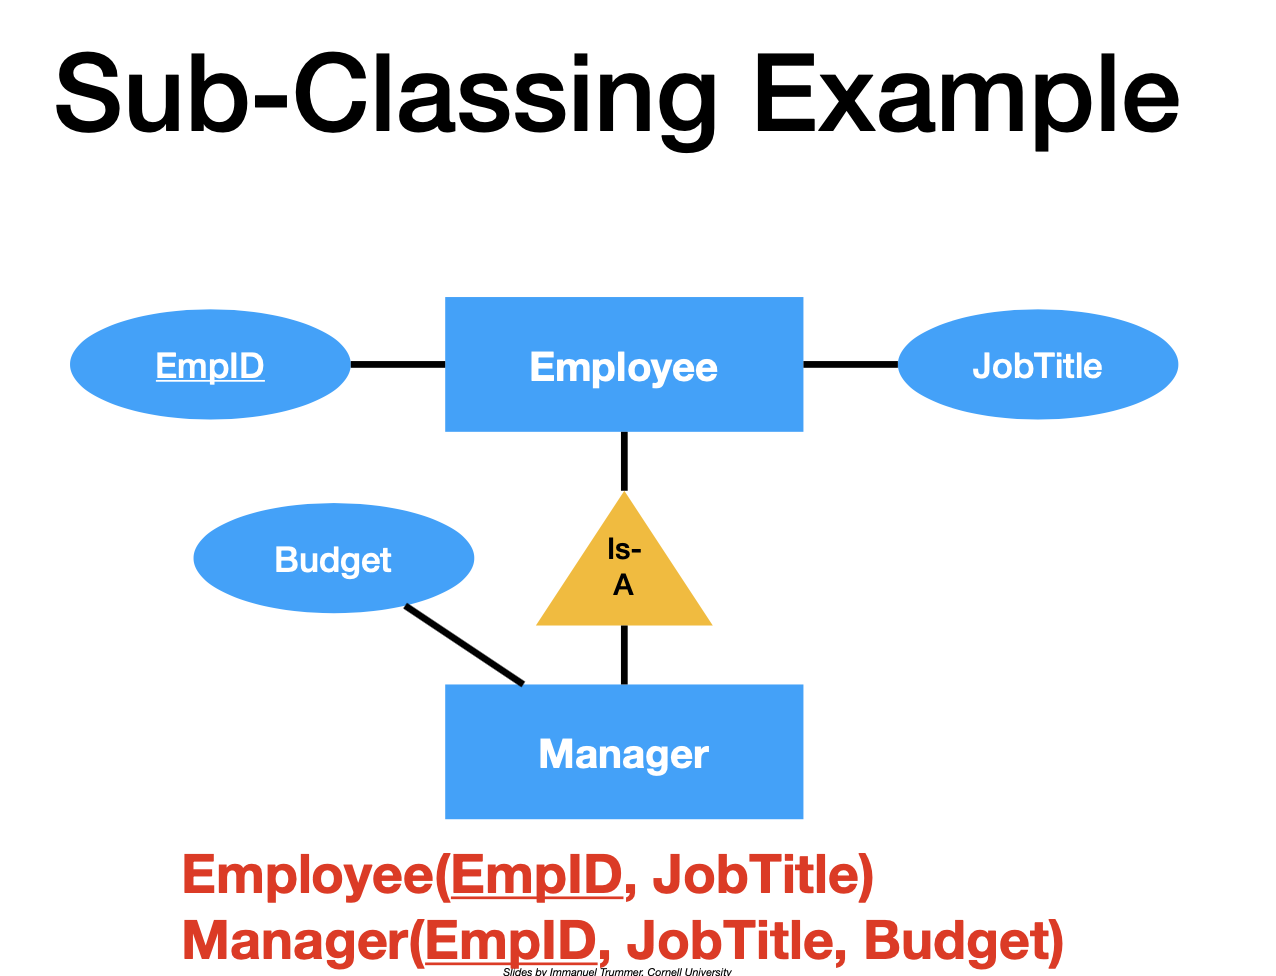 Sub-Classing Example
EmpID
Employee
JobTitle
Budget
Is-
A
Manager
Employee(EmpID, JobTitle)
Manager(EmpID, JobTitle, Budget)
Slides by Immanuel Trummer, Cornell University